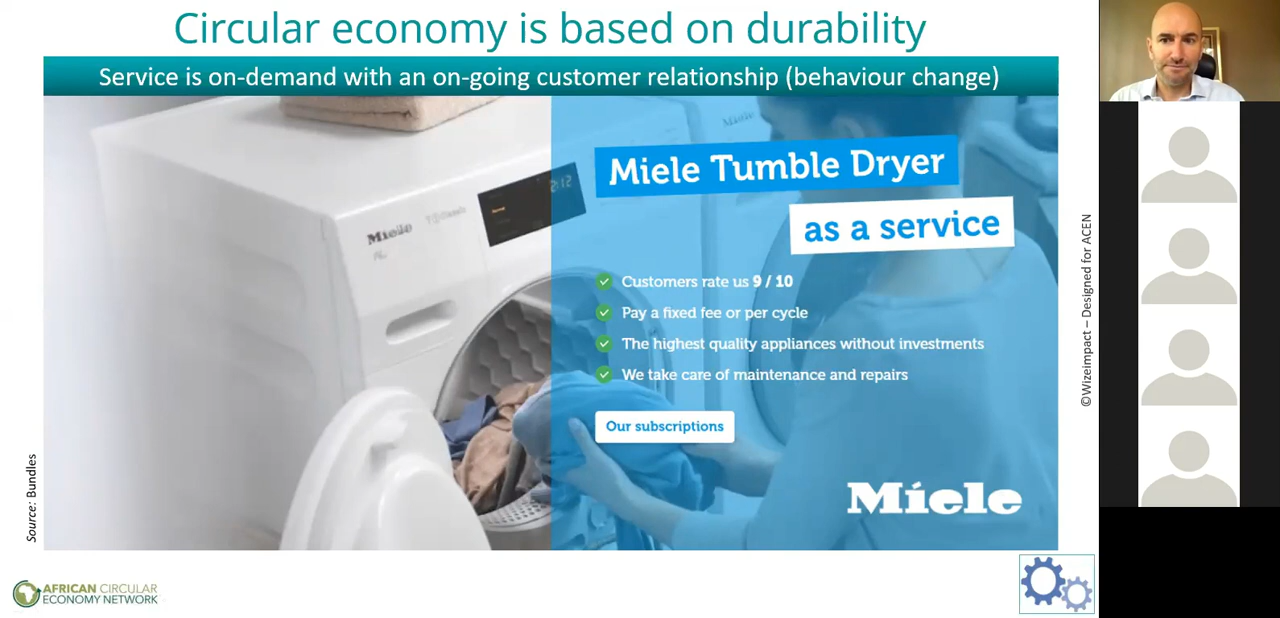 Circular economy is based on durability
Service is on-demand with an on-going customer relationship (behaviour change)
Miele
2:12
Miele
Miele Tumble Dryer
as a service
Customers rate us 9 / 10
Pay a fixed fee or per cycle
The highest quality appliances without investments
We take care of maintenance and repairs
Our subscriptions
Miele
Source: Bundles
©Wizeimpact – Designed for ACEN
AFRICAN CIRCULAR
ECONOMY NETWORK